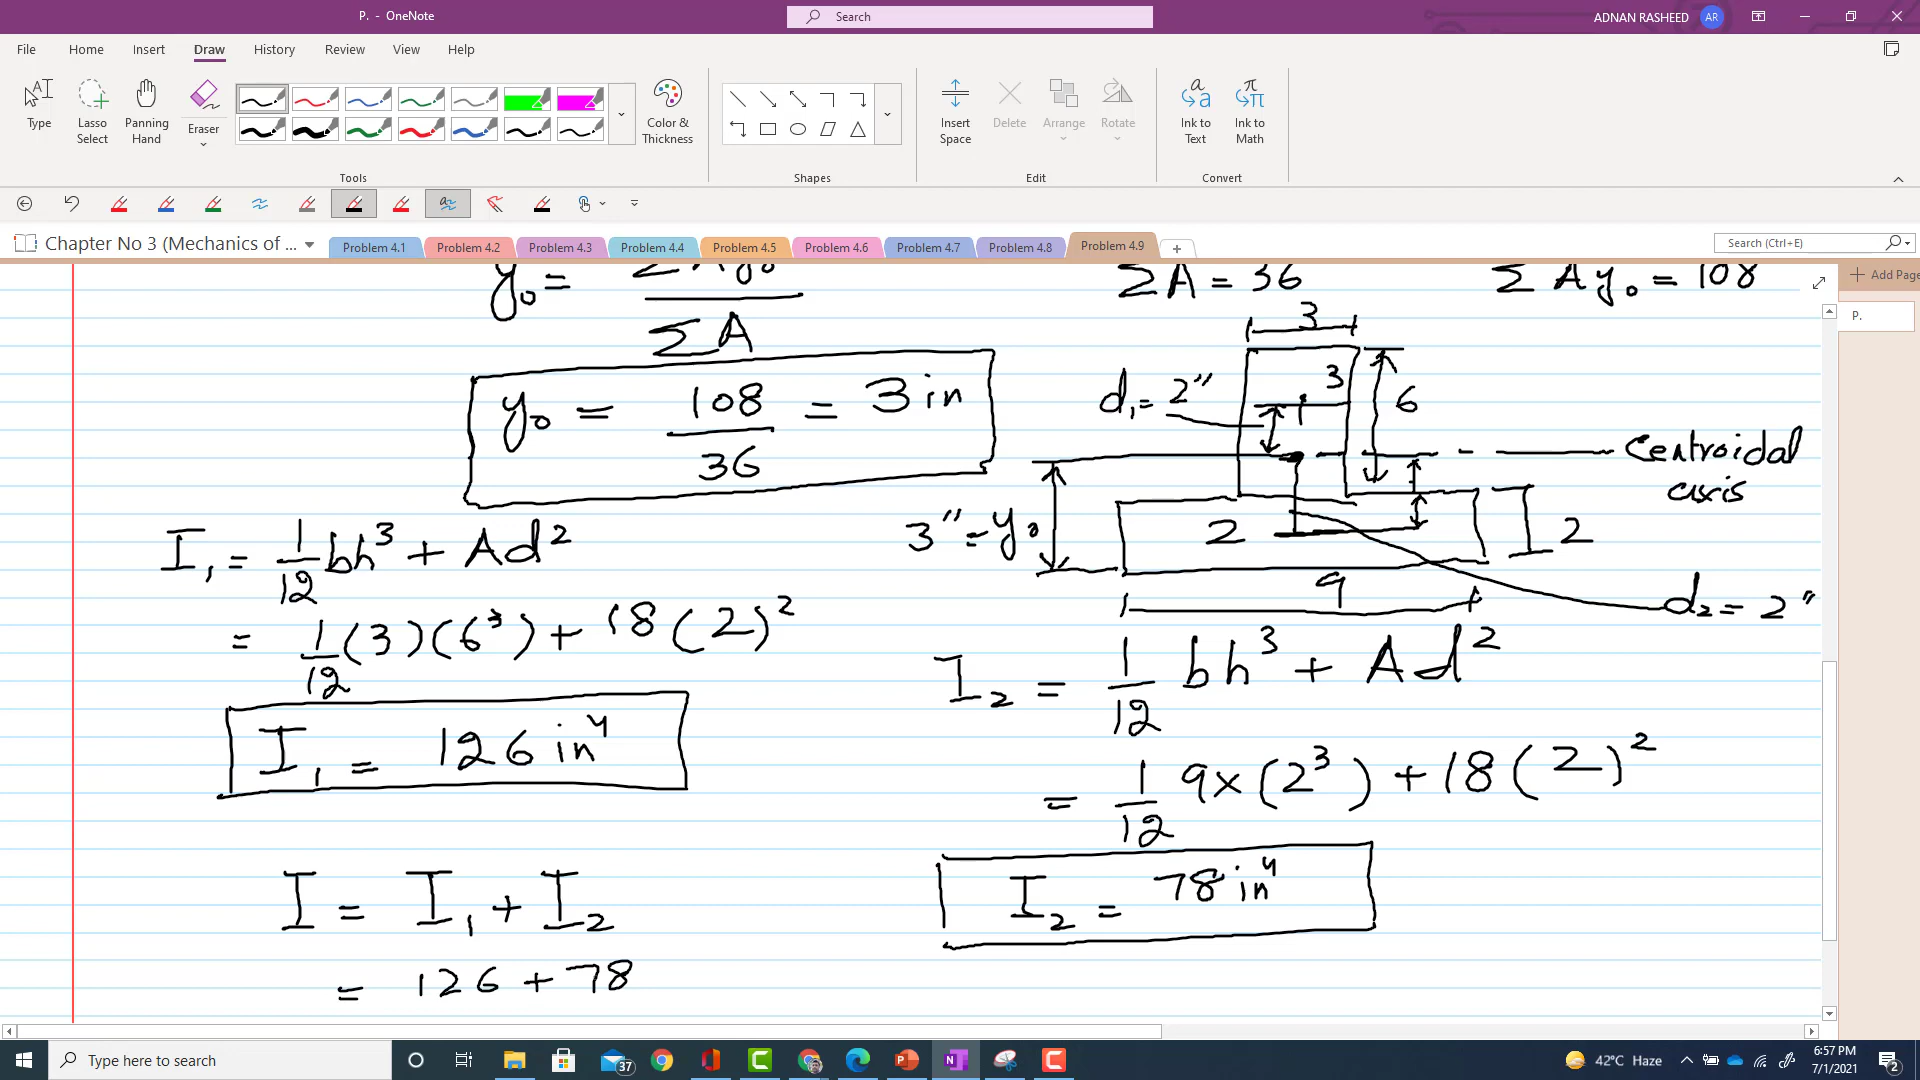 P. - OneNote
Search
ADNAN RASHEED AR
File Home Insert Draw History Review View Help
Type
Lasso Select
Panning Hand
Eraser
Color & Thickness
Insert Space
Delete
Arrange
Rotate
Ink to Text
Ink to Math
Tools
Shapes
Edit
Convert
Chapter No 3 (Mechanics of ...
Problem 4.1 Problem 4.2 Problem 4.3 Problem 4.4 Problem 4.5 Problem 4.6 Problem 4.7 Problem 4.8 Problem 4.9
Search (Ctrl+E)
Add Page
P.
y₀ = ΣAy₀ / ΣA
ΣA = 36
ΣAy₀ = 108
y₀ = 108/36 = 3 in
3
d₁ = 2"
3
1
6
Centroidal axis
3" = y₀
2
2
9
d₂ = 2"
I₁ = 1/12 bh³ + Ad²
= 1/12 (3)(6³) + 18(2)²
I₁ = 126 in⁴
I₂ = 1/12 bh³ + Ad²
= 1/12 9x(2³) + 18(2)²
I₂ = 78 in⁴
I = I₁ + I₂
= 126 + 78
Type here to search
37
42°C Haze
6:57 PM
7/1/2021
2